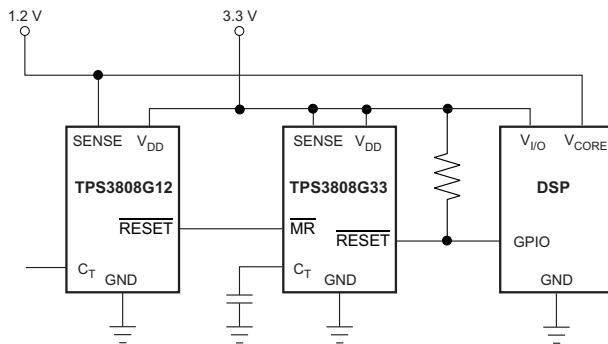 1.2 V 3.3 V
SENSE VDD SENSE VDD VI/O VCORE
TPS3808G12 TPS3808G33 DSP
RESET MR RESET GPIO
CT GND CT GND GND